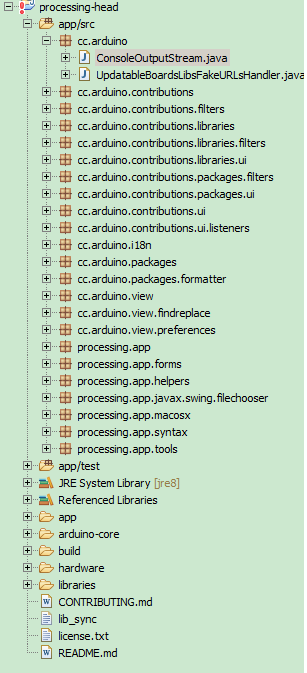 processing-head
app/src
cc.arduino
ConsoleOutputStream.java
UpdatableBoardsLibsFakeURLsHandler.java
cc.arduino.contributions
cc.arduino.contributions.filters
cc.arduino.contributions.libraries
cc.arduino.contributions.libraries.filters
cc.arduino.contributions.libraries.ui
cc.arduino.contributions.packages.filters
cc.arduino.contributions.packages.ui
cc.arduino.contributions.ui
cc.arduino.contributions.ui.listeners
cc.arduino.i18n
cc.arduino.packages
cc.arduino.packages.formatter
cc.arduino.view
cc.arduino.view.findreplace
cc.arduino.view.preferences
processing.app
processing.app.forms
processing.app.helpers
processing.app.javax.swing.filechooser
processing.app.macosx
processing.app.syntax
processing.app.tools
app/test
JRE System Library [jre8]
Referenced Libraries
app
arduino-core
build
hardware
libraries
CONTRIBUTING.md
lib_sync
license.txt
README.md